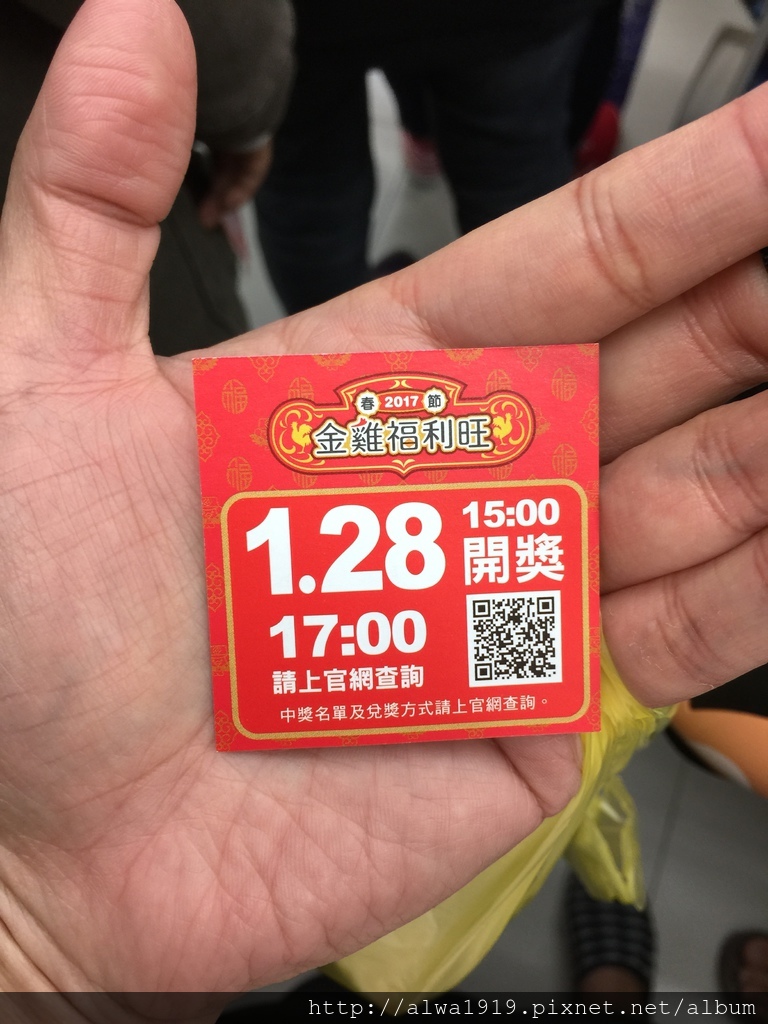 春 2017 節
金雞福利旺
1.28 15:00
開獎
17:00
請上官網查詢
中獎名單及兌獎方式請上官網查詢。
http://alwa1919.pixnet.net/album